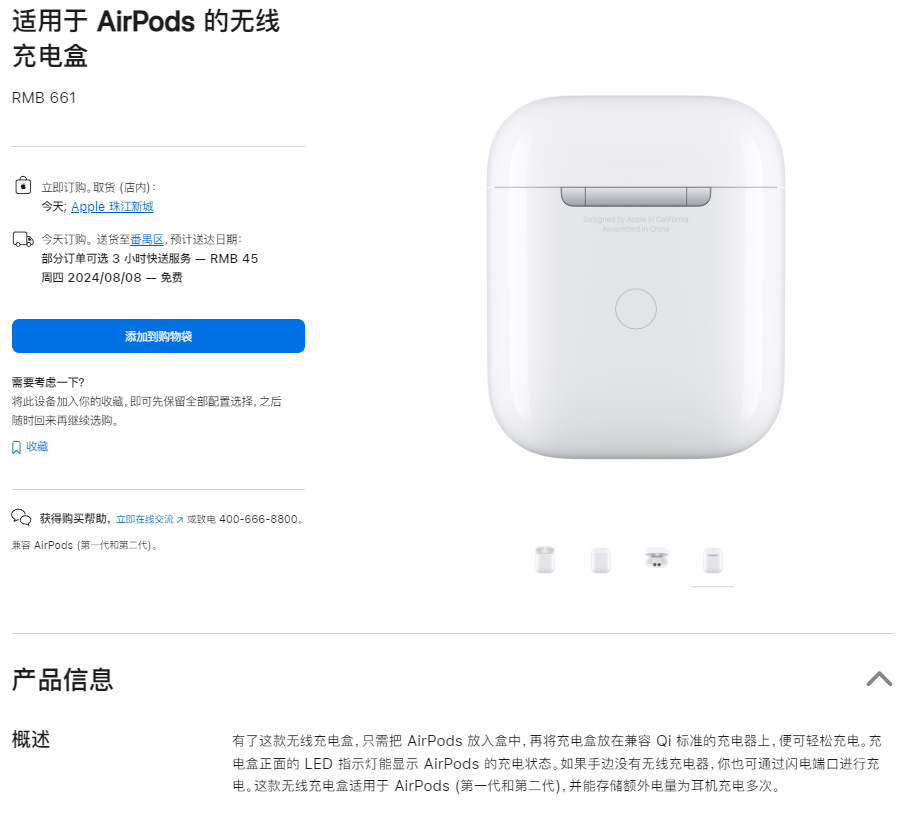 适用于 AirPods 的无线
充电盒
RMB 661
立即订购。取货 (店内)：
今天; Apple 珠江新城
今天订购。 送货至番禺区, 预计送达日期：
部分订单可选 3 小时快送服务 — RMB 45
周四 2024/08/08 — 免费
添加到购物袋
需要考虑一下？
将此设备加入你的收藏, 即可先保留全部配置选择, 之后
随时回来再继续选购。
收藏
获得购买帮助, 立即在线交流 ↗ 或致电 400-666-8800。
兼容 AirPods (第一代和第二代)。
Designed by Apple in California
Assembled in China
产品信息
概述
有了这款无线充电盒, 只需把 AirPods 放入盒中, 再将充电盒放在兼容 Qi 标准的充电器上, 便可轻松充电。充
电盒正面的 LED 指示灯能显示 AirPods 的充电状态。如果手边没有无线充电器, 你也可通过闪电端口进行充
电。这款无线充电盒适用于 AirPods (第一代和第二代), 并能存储额外电量为耳机充电多次。